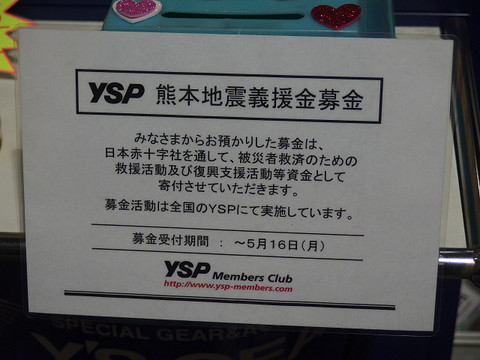 YSP 熊本地震義援金募金
みなさまからお預かりした募金は、
日本赤十字社を通して、被災者救済のための
救援活動及び復興支援活動等資金として
寄付させていただきます。
募金活動は全国のYSPにて実施しています。
募金受付期間 : ～5月16日(月)
YSP Members Club
http://www.ysp-members.com
SPECIAL GEAR&A